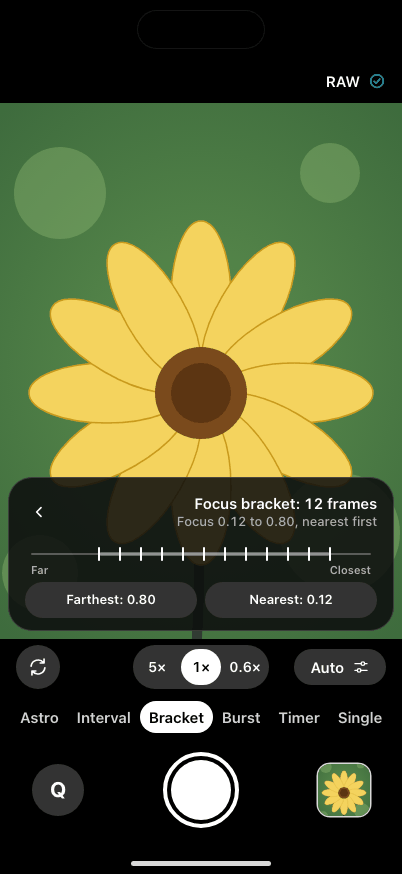 RAW
Focus bracket: 12 frames
Focus 0.12 to 0.80, nearest first
Far
Closest
Farthest: 0.80
Nearest: 0.12
5×
1×
0.6×
Auto
Astro
Interval
Bracket
Burst
Timer
Single
Q